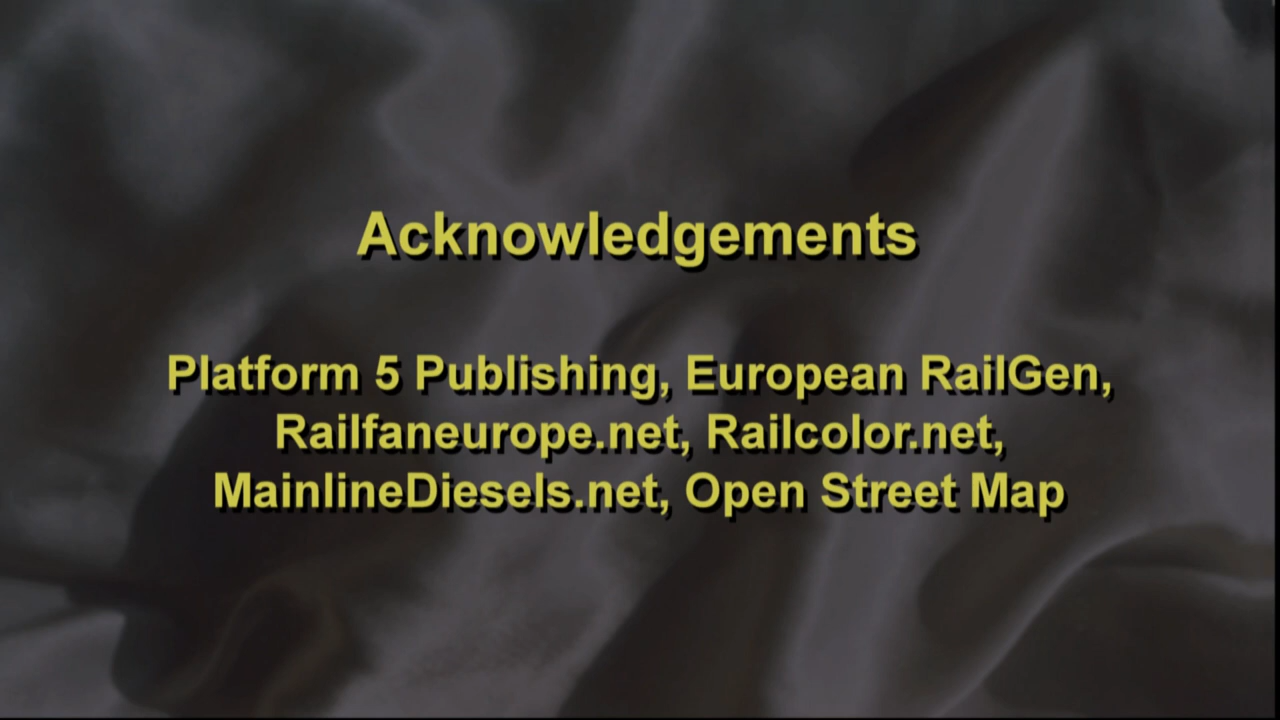 Acknowledgements
Platform 5 Publishing, European RailGen,
Railfaneurope.net, Railcolor.net,
MainlineDiesels.net, Open Street Map